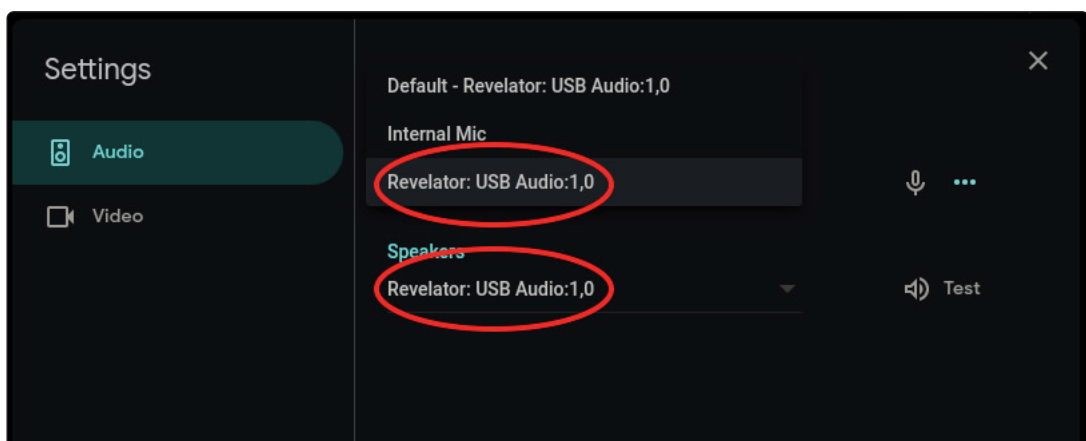 Settings
Default - Revelator: USB Audio:1,0
Internal Mic
Audio
Revelator: USB Audio:1,0
Video
Speakers
Revelator: USB Audio:1,0
Test